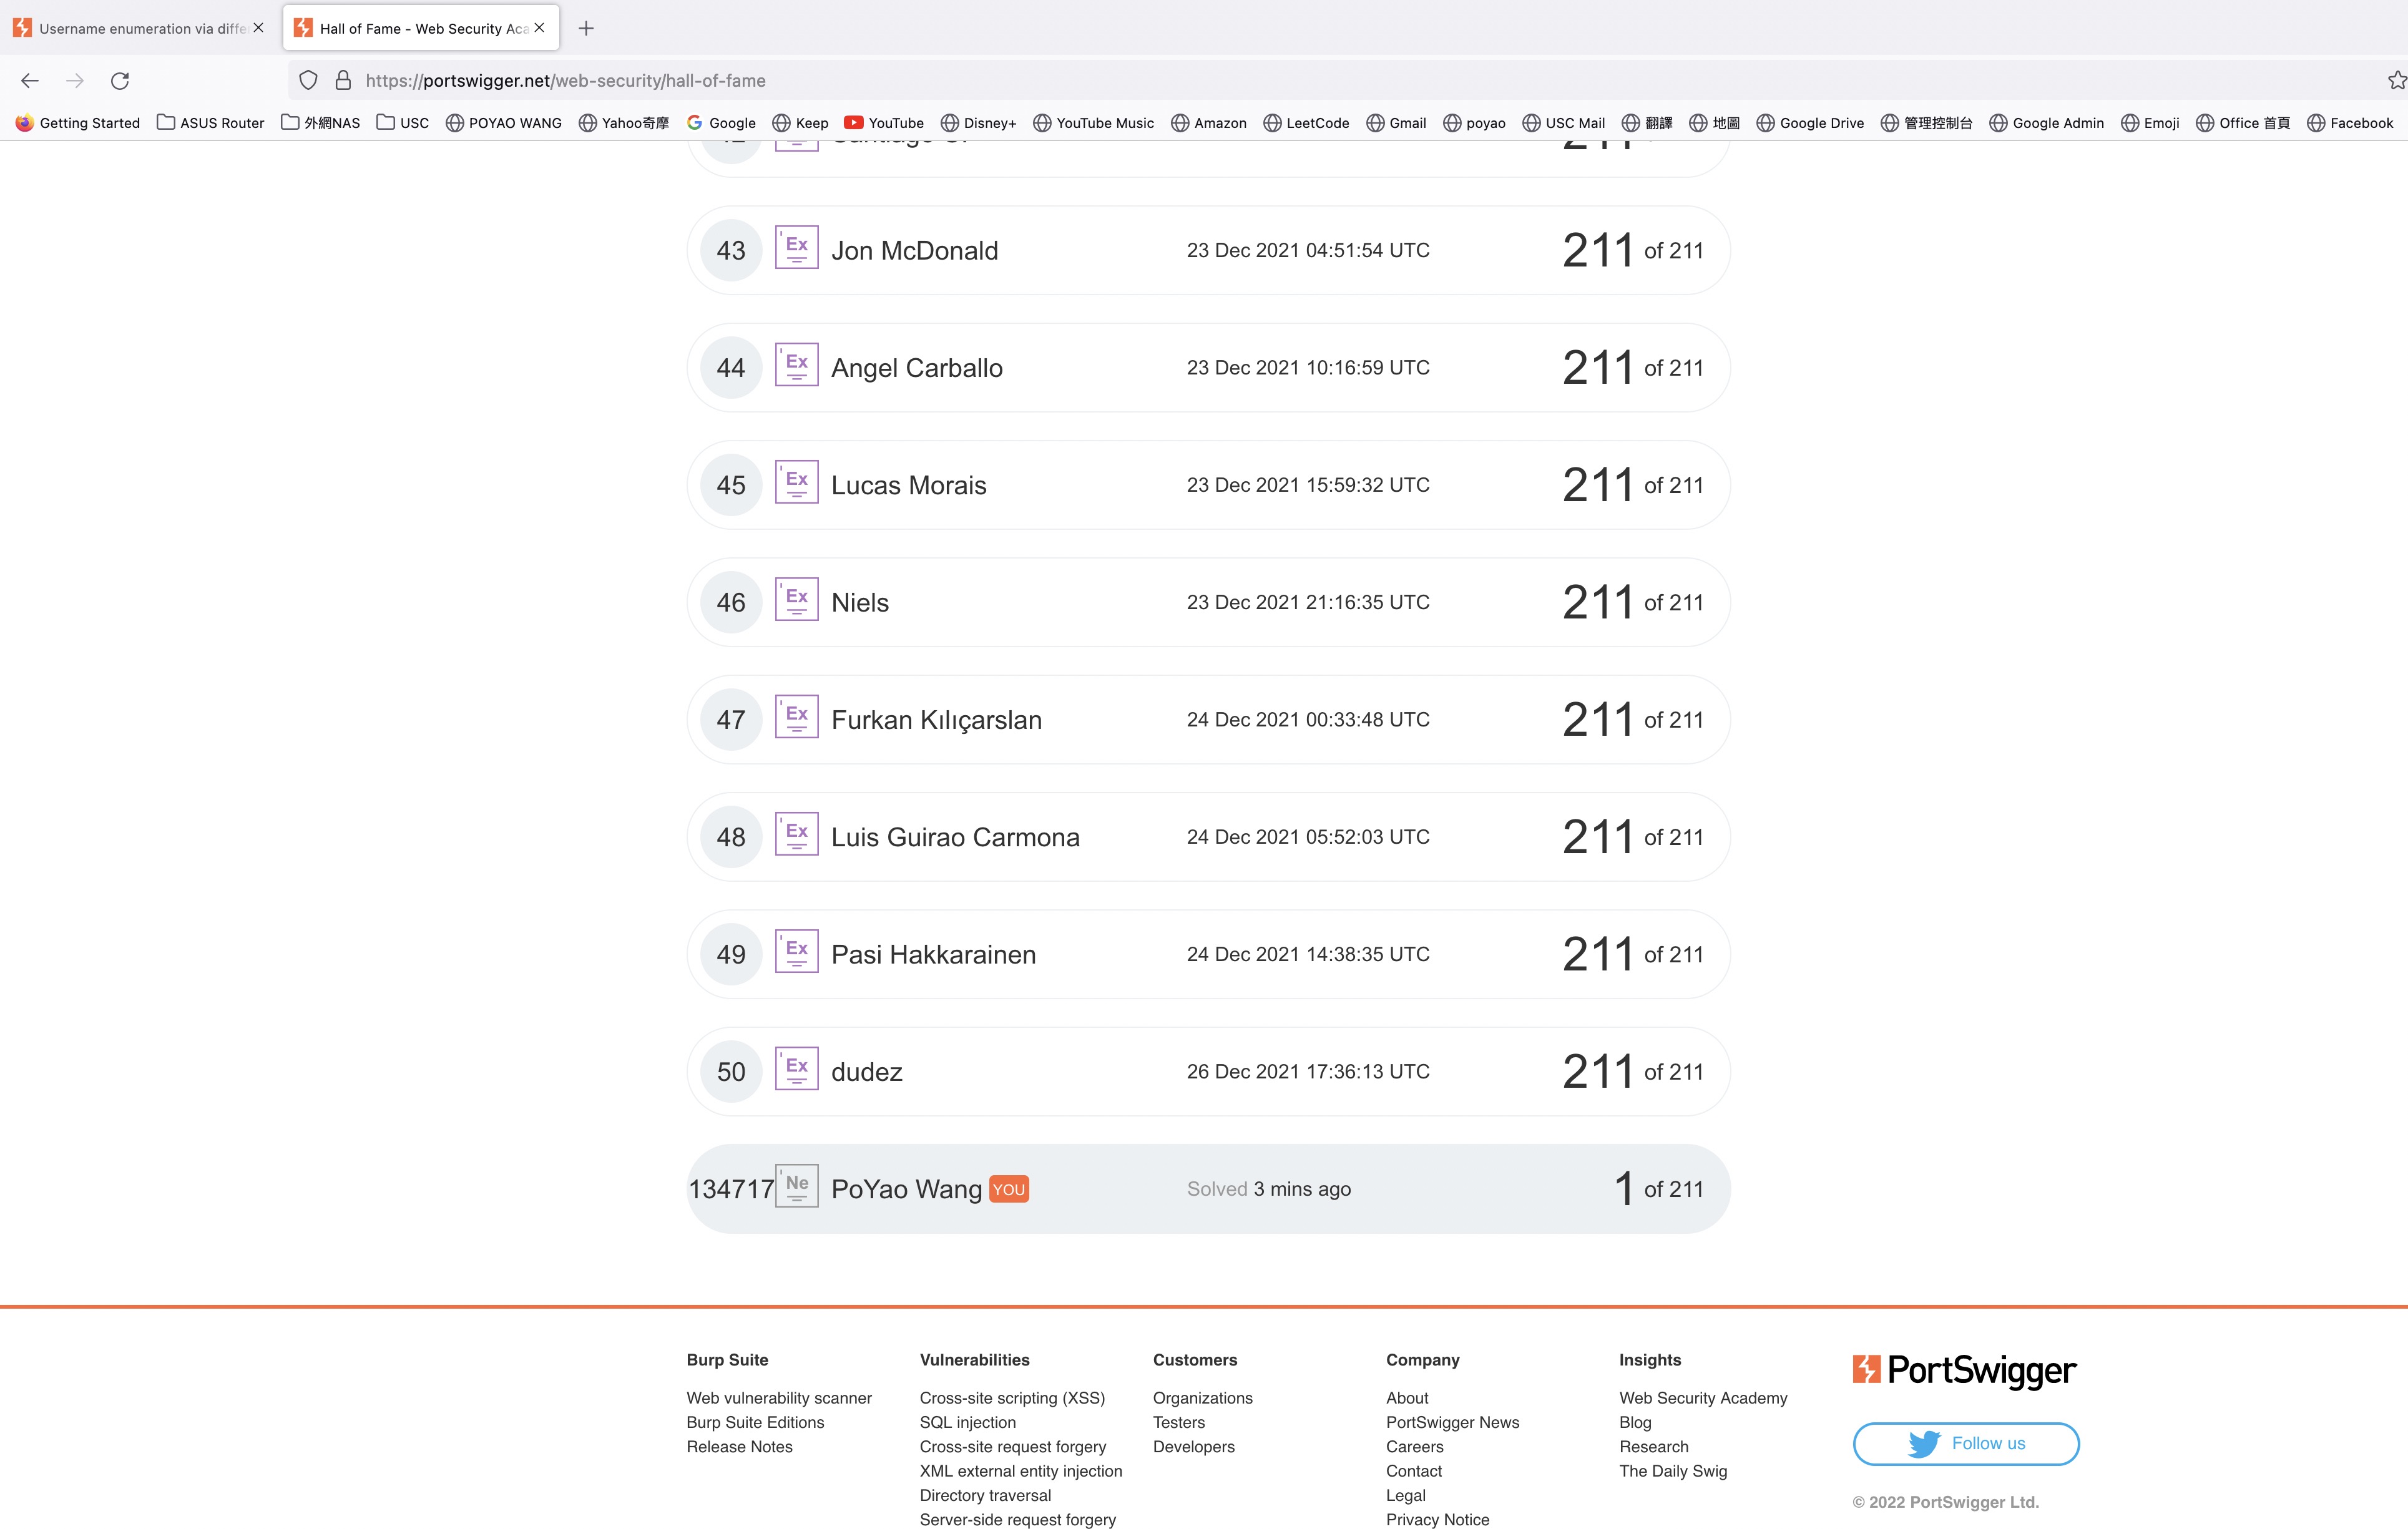 Username enumeration via diffe
Hall of Fame - Web Security Aca
https://portswigger.net/web-security/hall-of-fame
Getting Started ASUS Router 外網NAS USC POYAO WANG Yahoo奇摩 Google Keep YouTube Disney+ YouTube Music Amazon LeetCode Gmail poyao USC Mail 翻譯 地圖 Google Drive 管理控制台 Google Admin Emoji Office 首頁 Facebook
43 Ex Jon McDonald 23 Dec 2021 04:51:54 UTC 211 of 211
44 Ex Angel Carballo 23 Dec 2021 10:16:59 UTC 211 of 211
45 Ex Lucas Morais 23 Dec 2021 15:59:32 UTC 211 of 211
46 Ex Niels 23 Dec 2021 21:16:35 UTC 211 of 211
47 Ex Furkan Kılıçarslan 24 Dec 2021 00:33:48 UTC 211 of 211
48 Ex Luis Guirao Carmona 24 Dec 2021 05:52:03 UTC 211 of 211
49 Ex Pasi Hakkarainen 24 Dec 2021 14:38:35 UTC 211 of 211
50 Ex dudez 26 Dec 2021 17:36:13 UTC 211 of 211
134717 Ne PoYao Wang YOU Solved 3 mins ago 1 of 211
Burp Suite
Web vulnerability scanner
Burp Suite Editions
Release Notes
Vulnerabilities
Cross-site scripting (XSS)
SQL injection
Cross-site request forgery
XML external entity injection
Directory traversal
Server-side request forgery
Customers
Organizations
Testers
Developers
Company
About
PortSwigger News
Careers
Contact
Legal
Privacy Notice
Insights
Web Security Academy
Blog
Research
The Daily Swig
PortSwigger
Follow us
© 2022 PortSwigger Ltd.